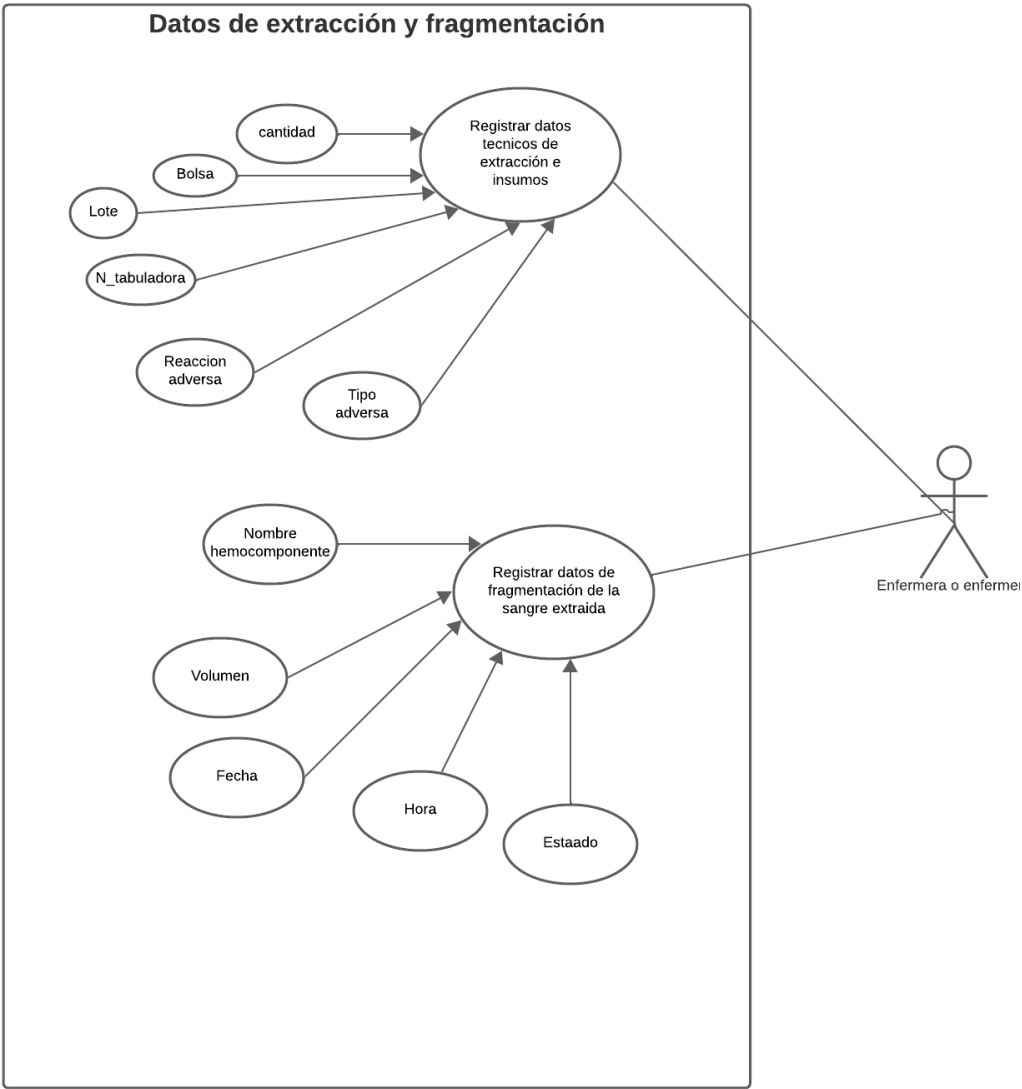 Datos de extracción y fragmentación
cantidad
Registrar datos
tecnicos de
extracción e
insumos
Bolsa
Lote
N_tabuladora
Reaccion
adversa
Tipo
adversa
Nombre
hemocomponente
Registrar datos de
fragmentación de la
sangre extraida
Enfermera o enfermer
Volumen
Fecha
Hora
Estaado